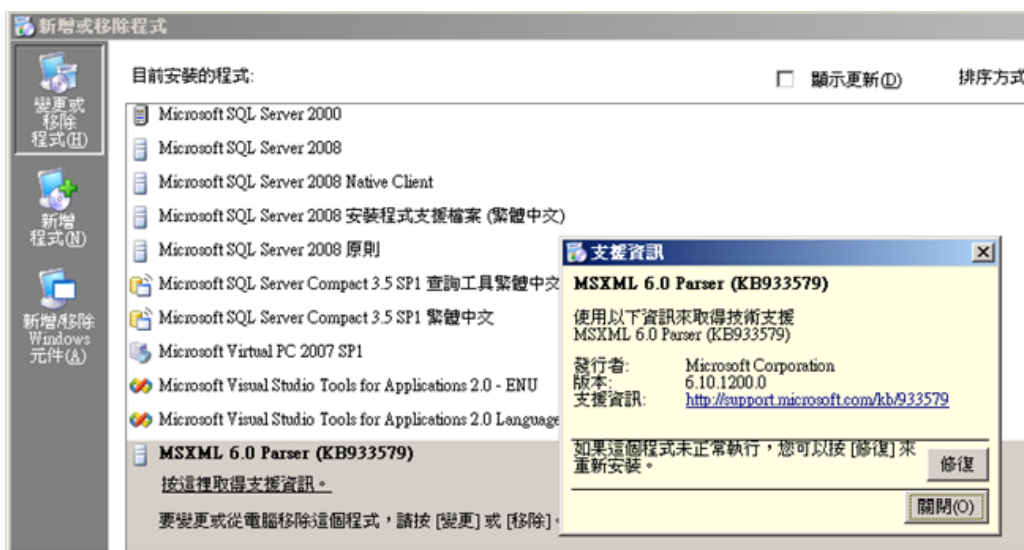 新增或移除程式
變更或
移除
程式(H)
新增
程式(N)
新增/移除
Windows
元件(A)
目前安裝的程式:
顯示更新(D)
排序方式
Microsoft SQL Server 2000
Microsoft SQL Server 2008
Microsoft SQL Server 2008 Native Client
Microsoft SQL Server 2008 安裝程式支援檔案 (繁體中文)
Microsoft SQL Server 2008 原則
Microsoft SQL Server Compact 3.5 SP1 查詢工具繁體中文
Microsoft SQL Server Compact 3.5 SP1 繁體中文
Microsoft Virtual PC 2007 SP1
Microsoft Visual Studio Tools for Applications 2.0 - ENU
Microsoft Visual Studio Tools for Applications 2.0 Language
MSXML 6.0 Parser (KB933579)
按這裡取得支援資訊。
要變更或從電腦移除這個程式，請按 [變更] 或 [移除]。
支援資訊
MSXML 6.0 Parser (KB933579)
使用以下資訊來取得技術支援
MSXML 6.0 Parser (KB933579)
發行者: Microsoft Corporation
版本: 6.10.1200.0
支援資訊: http://support.microsoft.com/kb/933579
如果這個程式未正常執行，您可以按 [修復] 來
重新安裝。
修復
關閉(O)